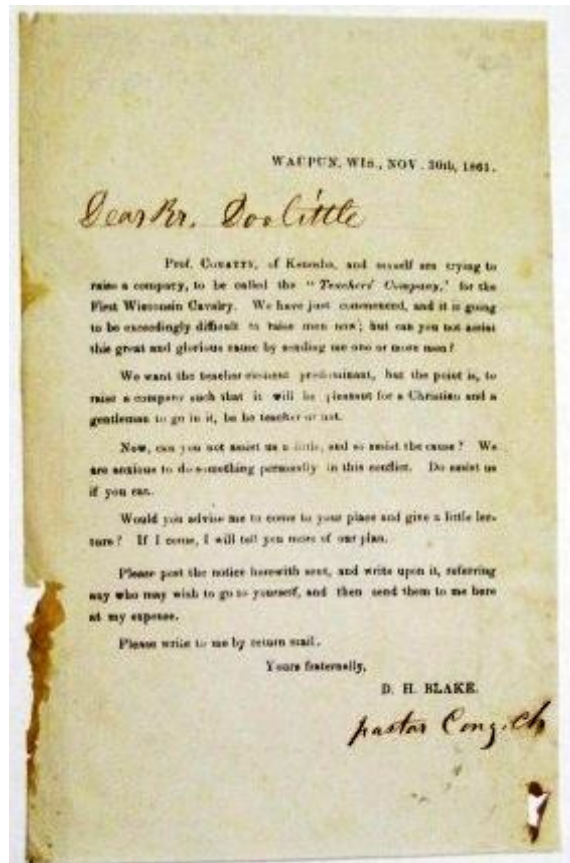 WAUPUN, WIS., NOV. 30th, 1861.
Dear Mr. Doolittle
Prof. CONATTY, of Kenosha, and myself are trying to
raise a company, to be called the "Teachers' Company," for the
First Wisconsin Cavalry. We have just commenced, and it is going
to be exceedingly difficult to raise men now; but can you not assist
this great and glorious cause by sending me one or more men?
We want the teacher element predominant, but the point is, to
raise a company such that it will be pleasant for a Christian and a
gentleman to go in it, be he teacher or not.
Now, can you not assist us a little, and so assist the cause? We
are anxious to do something personally in this conflict. Do assist us
if you can.
Would you advise me to come to your place and give a little lec-
ture? If I come, I will tell you more of our plan.
Please post the notice herewith sent, and write upon it, referring
any who may wish to go to yourself, and then send them to me here
at my expense.
Please write to me by return mail.
Yours fraternally,
D. H. BLAKE.
pastor Cong. Ch